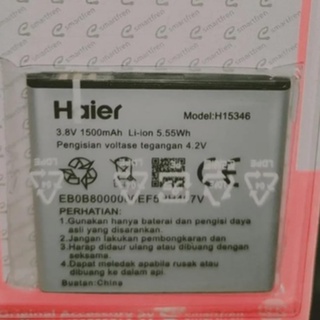 smartfren
Haier
Model:H15346
3.8V 1500mAh Li-ion 5.55Wh
Pengisian voltase tegangan 4.2V
PERHATIAN:
1.Gunakan hanya baterai dan pengisi daya
asli yang disarankan.
2. Jangan lakukan pembongkaran dan
3. Harap didaur ulang atau dibuang dengan
seksama.
4. Dapat meledak apabila rusak atau
dibuang ke dalam api
Buatan:China